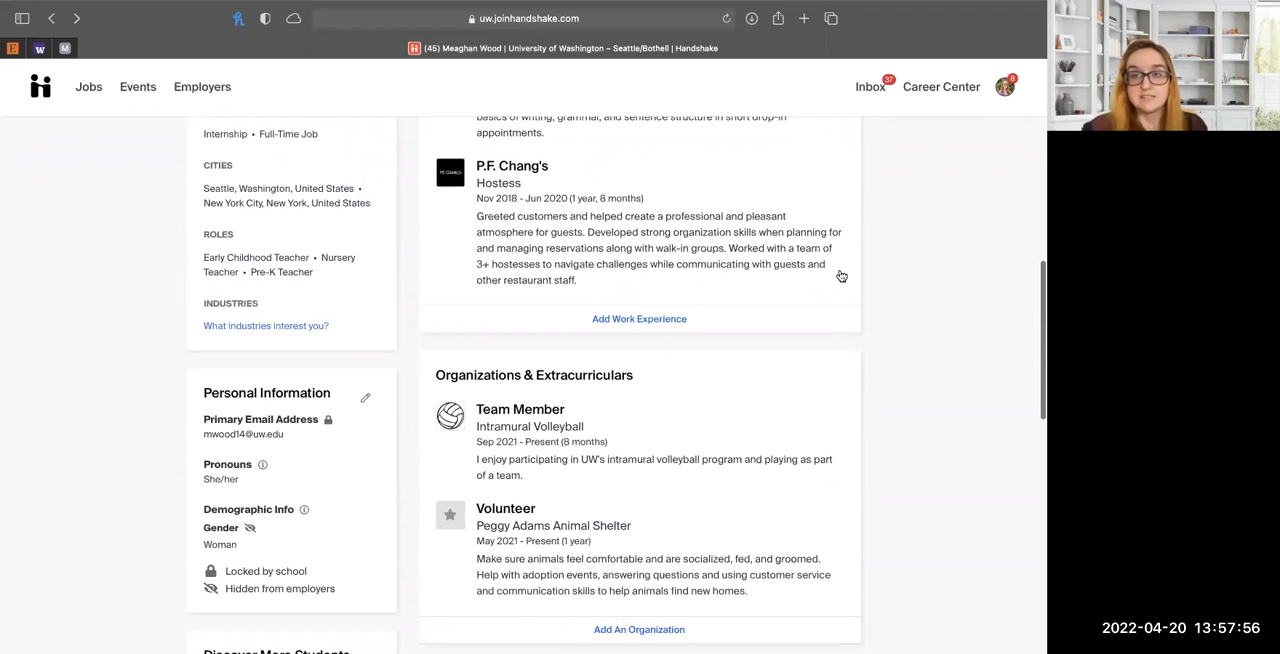 uw.joinhandshake.com
E
W
M
(45) Meaghan Wood | University of Washington – Seattle/Bothell | Handshake
Jobs
Events
Employers
Inbox
37
Career Center
8
Internship • Full-Time Job
CITIES
Seattle, Washington, United States •
New York City, New York, United States
ROLES
Early Childhood Teacher • Nursery
Teacher • Pre-K Teacher
INDUSTRIES
What industries interest you?
Personal Information
Primary Email Address
mwood14@uw.edu
Pronouns
She/her
Demographic Info
Gender
Woman
Locked by school
Hidden from employers
Discover More Students
basics of writing, grammar, and sentence structure in short drop-in
appointments.
P.F. Chang's
Hostess
Nov 2018 - Jun 2020 (1 year, 8 months)
Greeted customers and helped create a professional and pleasant
atmosphere for guests. Developed strong organization skills when planning for
and managing reservations along with walk-in groups. Worked with a team of
3+ hostesses to navigate challenges while communicating with guests and
other restaurant staff.
Add Work Experience
Organizations & Extracurriculars
Team Member
Intramural Volleyball
Sep 2021 - Present (8 months)
I enjoy participating in UW's intramural volleyball program and playing as part
of a team.
Volunteer
Peggy Adams Animal Shelter
May 2021 - Present (1 year)
Make sure animals feel comfortable and are socialized, fed, and groomed.
Help with adoption events, answering questions and using customer service
and communication skills to help animals find new homes.
Add An Organization
2022-04-20 13:57:56